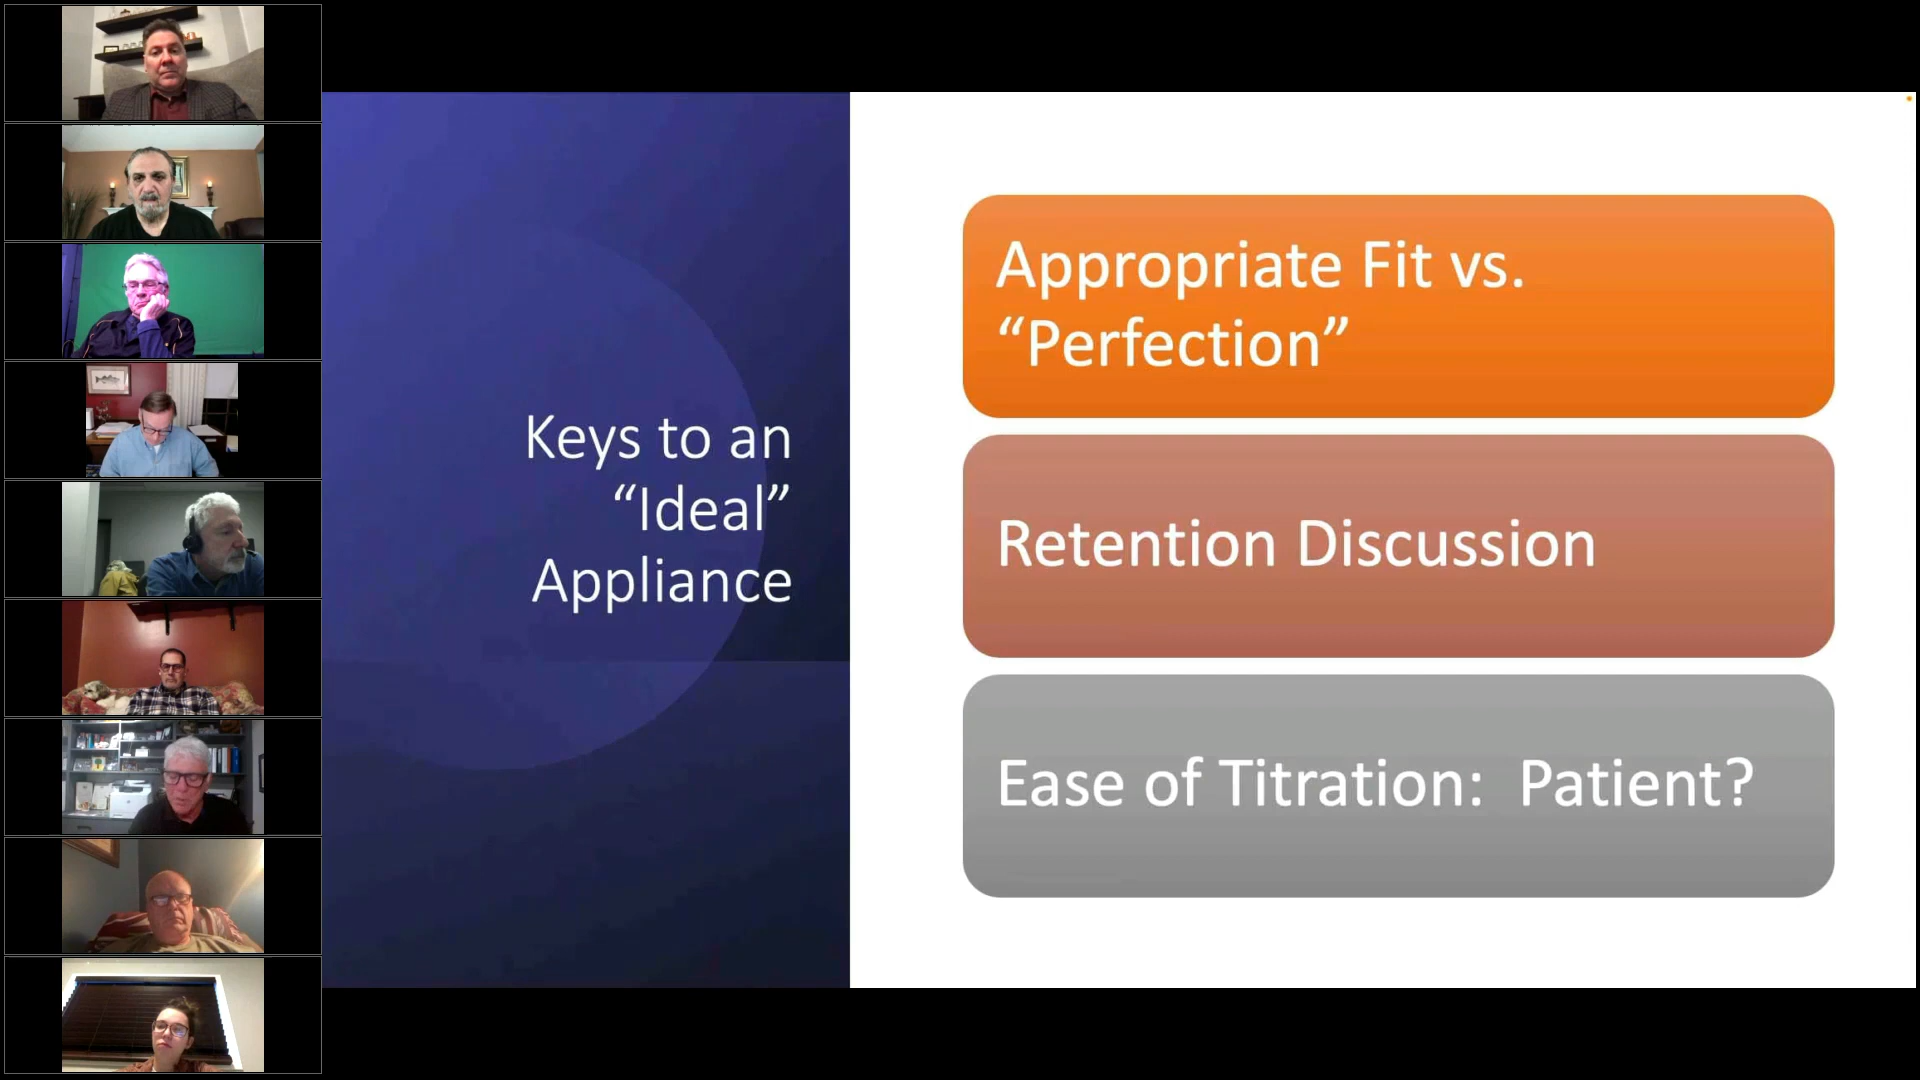 Keys to an
“Ideal”
Appliance
Appropriate Fit vs.
“Perfection”
Retention Discussion
Ease of Titration:  Patient?